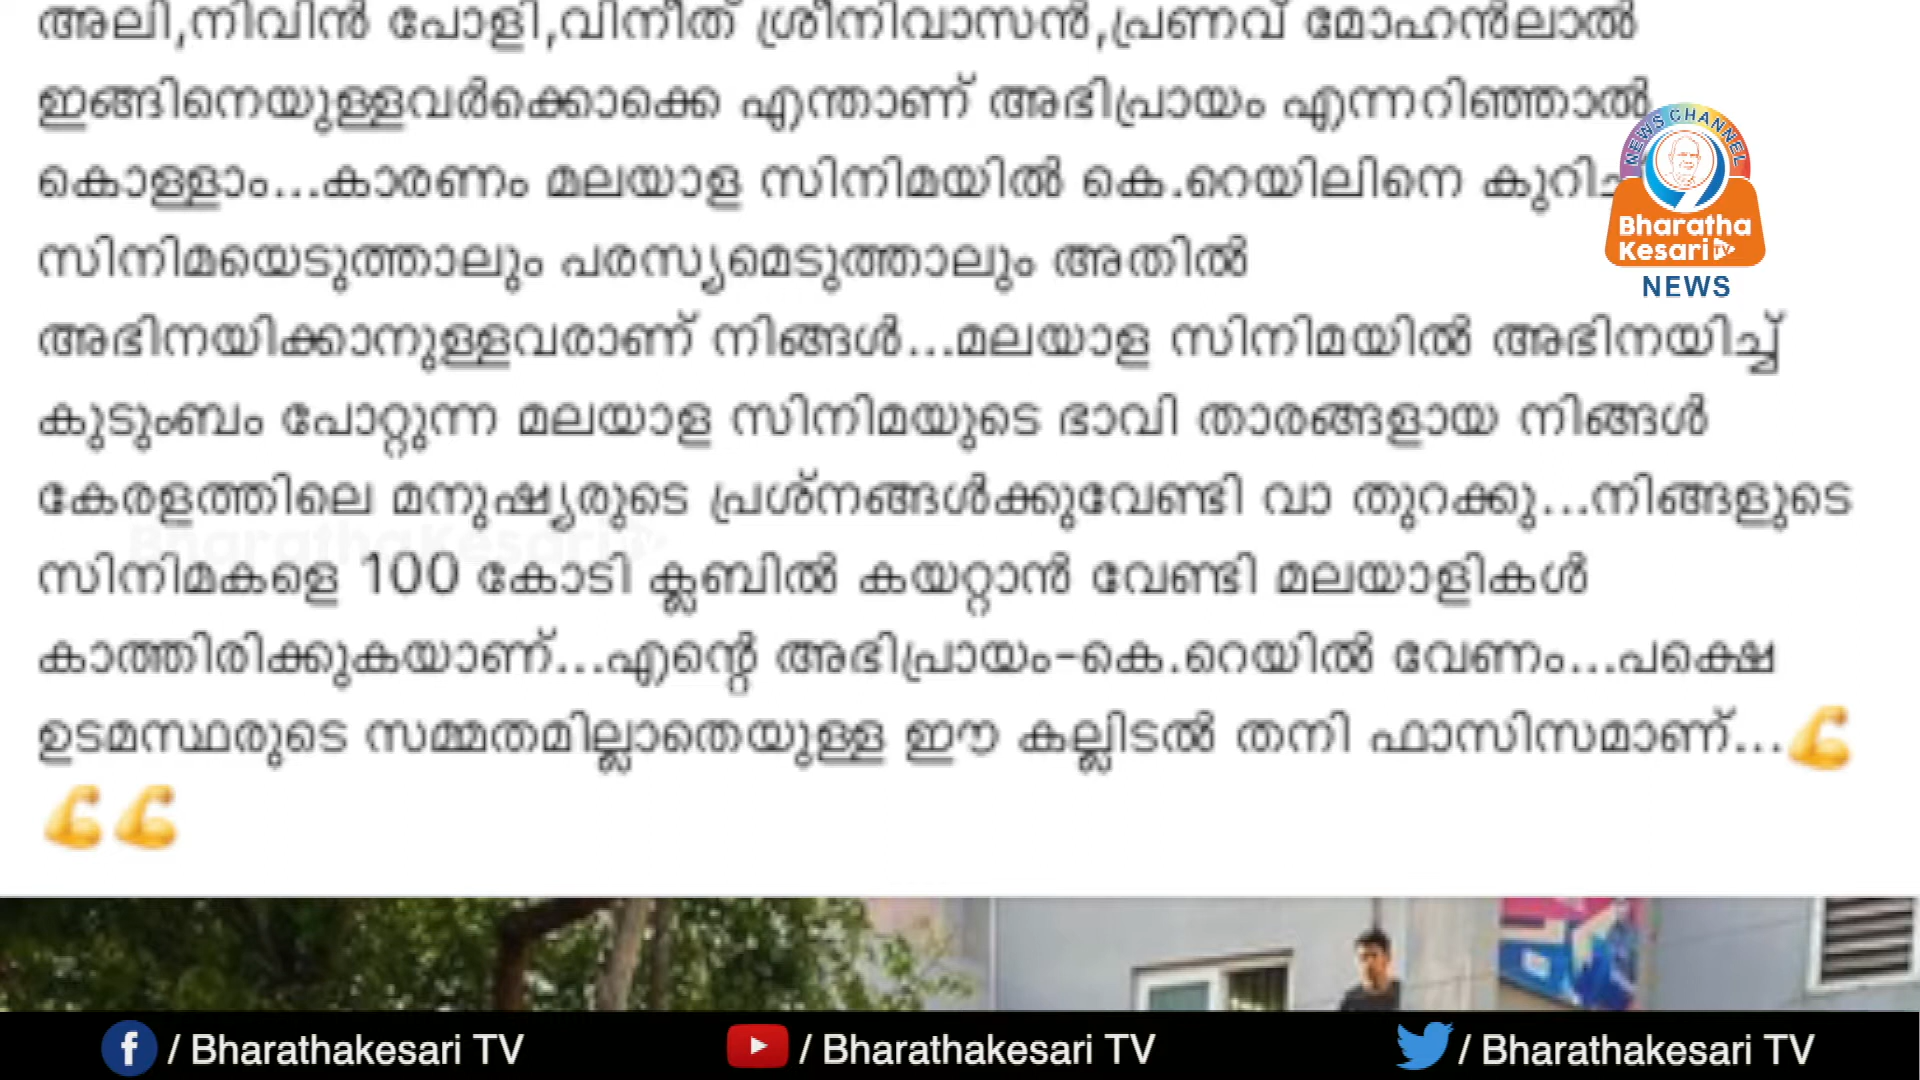 അലി,നിവിൻ പോളി,വിനീത് ശ്രീനിവാസൻ,പ്രണവ് മോഹൻലാൽ
ഇങ്ങിനെയുള്ളവർക്കൊക്കെ എന്താണ് അഭിപ്രായം എന്നറിഞ്ഞാൽ
കൊള്ളാം...കാരണം മലയാള സിനിമയിൽ കെ.റെയിലിനെ
സിനിമയെടുത്താലും പരസ്യമെടുത്താലും അതിൽ
അഭിനയിക്കാനുള്ളവരാണ് നിങ്ങൾ...മലയാള സിനിമയിൽ അഭിനയിച്ച്
കുടുംബം പോറ്റുന്ന മലയാള സിനിമയുടെ ഭാവി താരങ്ങളായ നിങ്ങൾ
കേരളത്തിലെ മനുഷ്യരുടെ പ്രശ്നങ്ങൾക്കുവേണ്ടി വാ തുറക്കു...നിങ്ങളുടെ
സിനിമകളെ 100 കോടി ക്ലബിൽ കയറ്റാൻ വേണ്ടി മലയാളികൾ
കാത്തിരിക്കുകയാണ്...എന്റെ അഭിപ്രായം-കെ.റെയിൽ വേണം...പക്ഷെ
ഉടമസ്ഥരുടെ സമ്മതമില്ലാതെയുള്ള ഈ കല്ലിടൽ തനി ഫാസിസമാണ്...💪
💪💪
NEWS CHANNEL
Bharatha
Kesari TV
NEWS
BharathaKesari TV
/ Bharathakesari TV
/ Bharathakesari TV
/ Bharathakesari TV